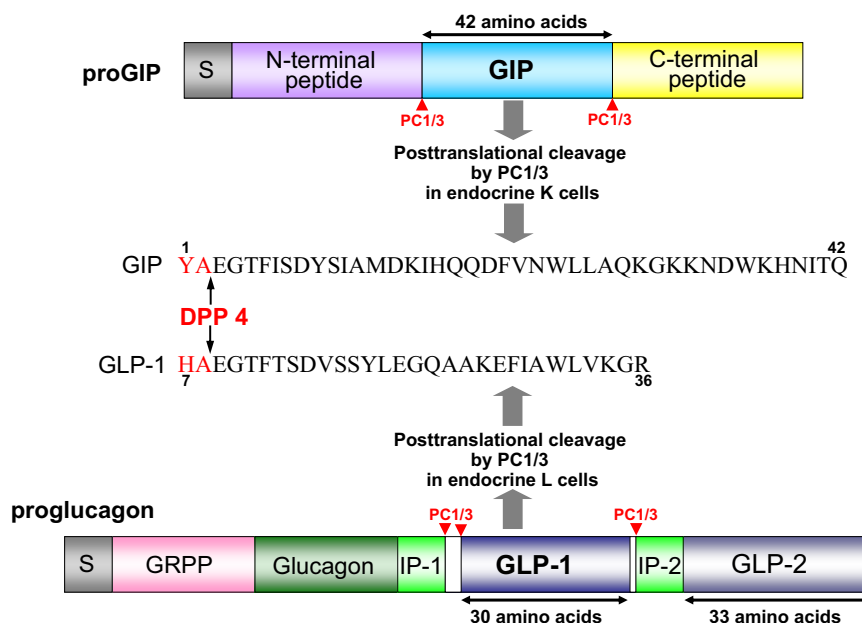 42 amino acids
proGIP
S
N-terminal
peptide
GIP
C-terminal
peptide
PC1/3
PC1/3
Posttranslational cleavage
by PC1/3
in endocrine K cells
1
42
GIP
YAEGTFISDYSIAMDKIHQQDFVNWLLAQKGKKNDWKHNITQ
DPP 4
GLP-1
HAEGTFTSDVSSYLEGQAAKEFIAWLVKGR
7
36
Posttranslational cleavage
by PC1/3
in endocrine L cells
proglucagon
PC1/3
PC1/3
S
GRPP
Glucagon
IP-1
GLP-1
IP-2
GLP-2
30 amino acids
33 amino acids